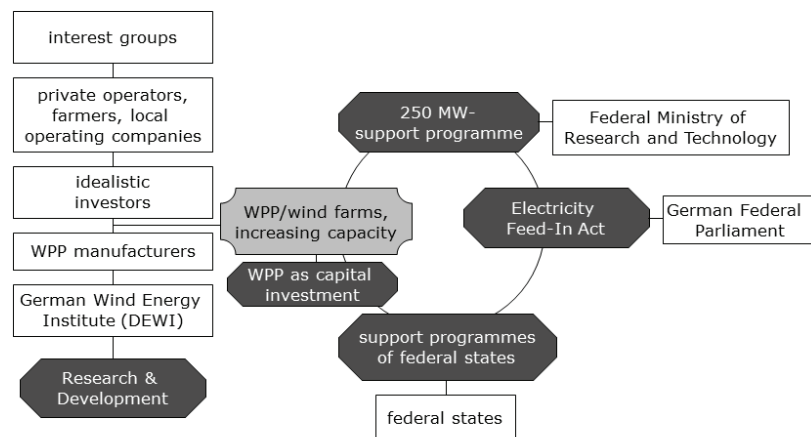 interest groups
private operators,
farmers, local
operating companies
idealistic
investors
WPP manufacturers
German Wind Energy
Institute (DEWI)
Research &
Development
WPP/wind farms,
increasing capacity
WPP as capital
investment
250 MW-
support programme
Federal Ministry of
Research and Technology
Electricity
Feed-In Act
German Federal
Parliament
support programmes
of federal states
federal states